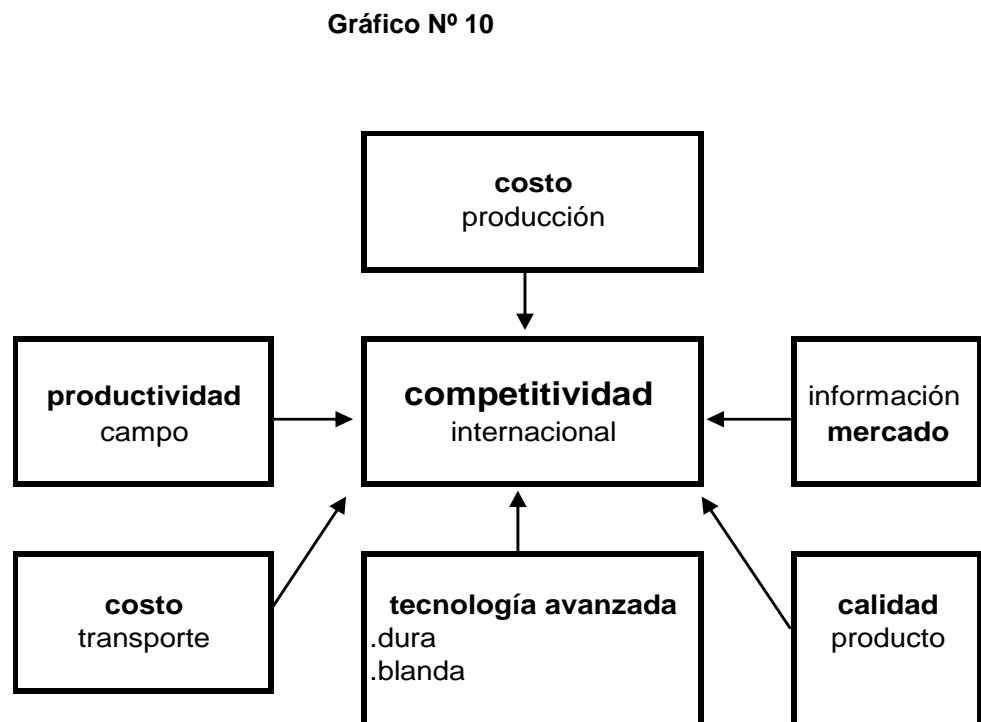 Gráfico Nº 10
costo
producción
productividad
campo
competitividad
internacional
información
mercado
costo
transporte
tecnología avanzada
.dura
.blanda
calidad
producto